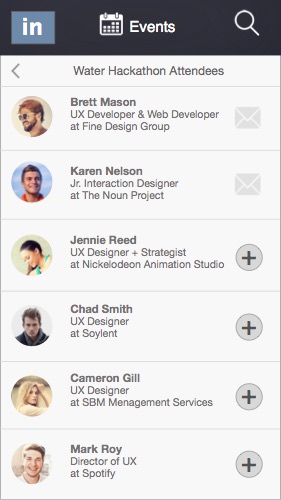 in
Events
Water Hackathon Attendees
Brett Mason
UX Developer & Web Developer
at Fine Design Group
Karen Nelson
Jr. Interaction Designer
at The Noun Project
Jennie Reed
UX Designer + Strategist
at Nickelodeon Animation Studio
Chad Smith
UX Designer
at Soylent
Cameron Gill
UX Designer
at SBM Menagement Services
Mark Roy
Director of UX
at Spotify